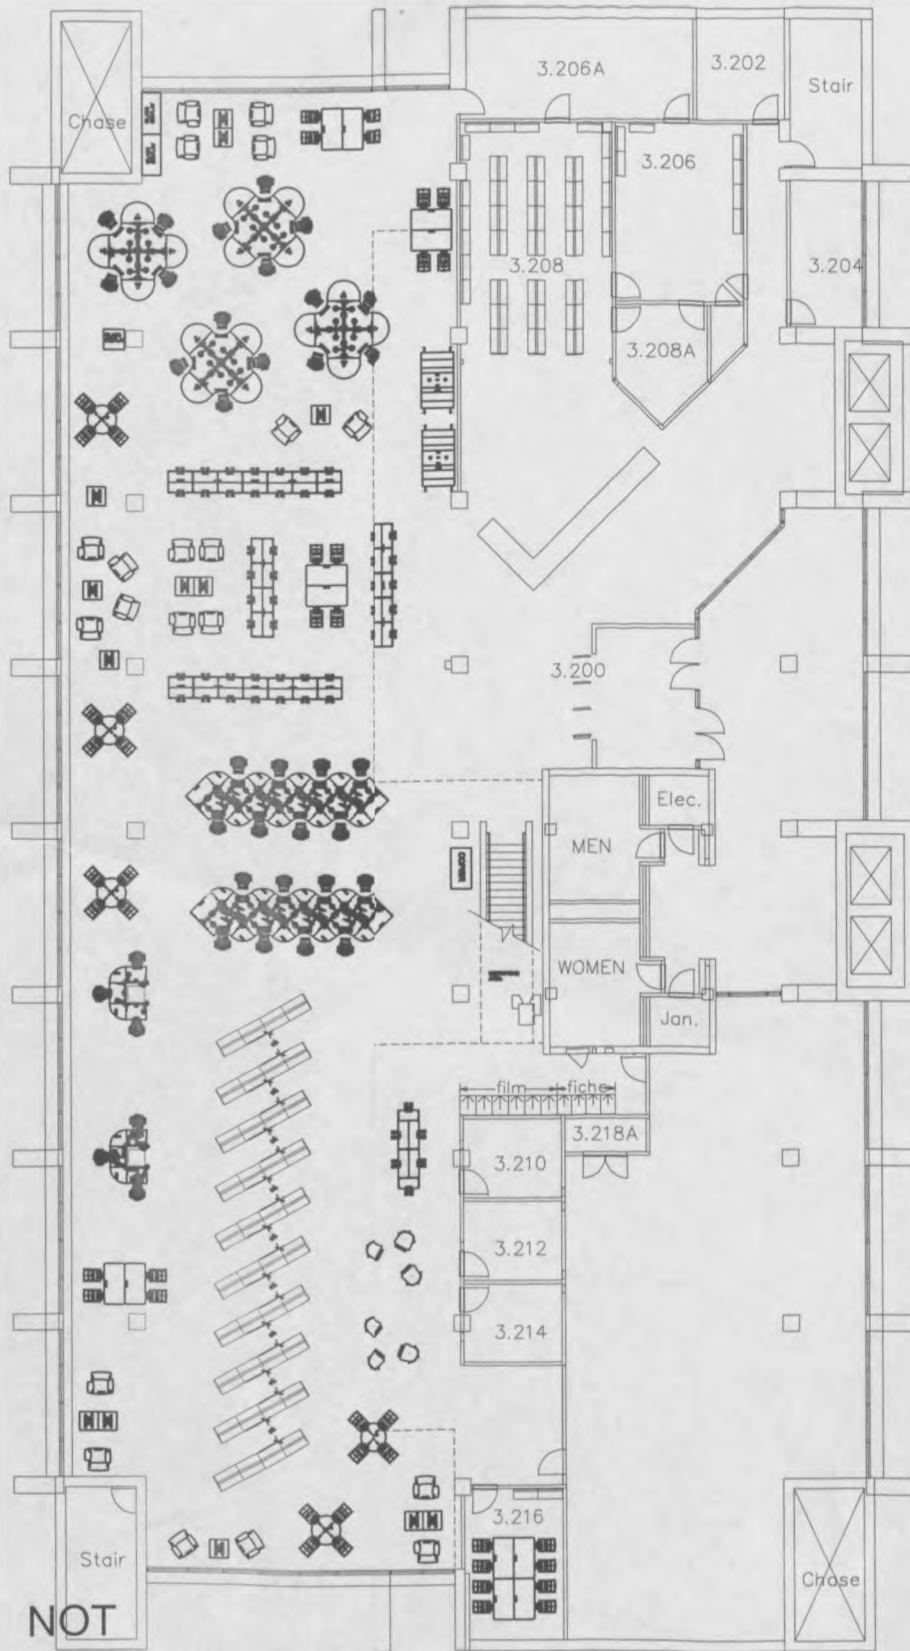 3.206A
3.202
Stair
Chase
3.206
3.208
3.204
3.208A
3.200
Elec.
MEN
COPIER
WOMEN
Jan.
film
fiche
3.218A
3.210
3.212
3.214
3.216
Stair
Chase
NOT